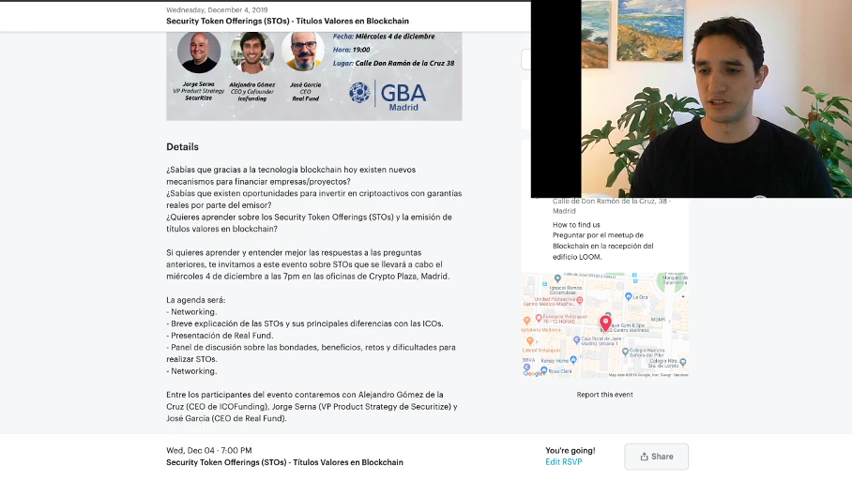 Wednesday, December 4, 2019
Security Token Offerings (STOs) - Títulos Valores en Blockchain
Fecha: Miércoles 4 de diciembre
Hora: 19:00
Lugar: Calle Don Ramón de la Cruz 38
Jorge Serna
VP Product Strategy
Securitize
Alejandro Gómez
CEO y Cofounder
Icofunding
José García
CEO
Real Fund
GBA
Madrid
Details
¿Sabías que gracias a la tecnología blockchain hoy existen nuevos
mecanismos para financiar empresas/proyectos?
¿Sabías que existen oportunidades para invertir en criptoactivos con garantías
reales por parte del emisor?
¿Quieres aprender sobre los Security Token Offerings (STOs) y la emisión de
títulos valores en blockchain?
Si quieres aprender y entender mejor las respuestas a las preguntas
anteriores, te invitamos a este evento sobre STOs que se llevará a cabo el
miércoles 4 de diciembre a las 7pm en las oficinas de Crypto Plaza, Madrid.
La agenda será:
- Networking.
- Breve explicación de las STOs y sus principales diferencias con las ICOs.
- Presentación de Real Fund.
- Panel de discusión sobre las bondades, beneficios, retos y dificultades para
realizar STOs.
- Networking.
Entre los participantes del evento contaremos con Alejandro Gómez de la
Cruz (CEO de ICOFunding), Jorge Serna (VP Product Strategy de Securitize) y
José García (CEO de Real Fund).
Calle de Don Ramón de la Cruz, 38 -
Madrid
How to find us
Preguntar por el meetup de
Blockchain en la recepción del
edificio LOOM.
La Oca
Google
Report this event
Wed, Dec 04 · 7:00 PM
Security Token Offerings (STOs) - Títulos Valores en Blockchain
You're going!
Edit RSVP
Share